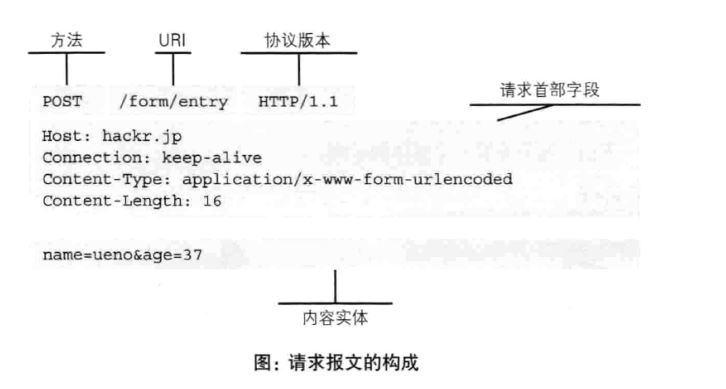 方法 URI 协议版本
请求首部字段
POST /form/entry HTTP/1.1
Host: hackr.jp
Connection: keep-alive
Content-Type: application/x-www-form-urlencoded
Content-Length: 16
name=ueno&age=37
内容实体
图：请求报文的构成